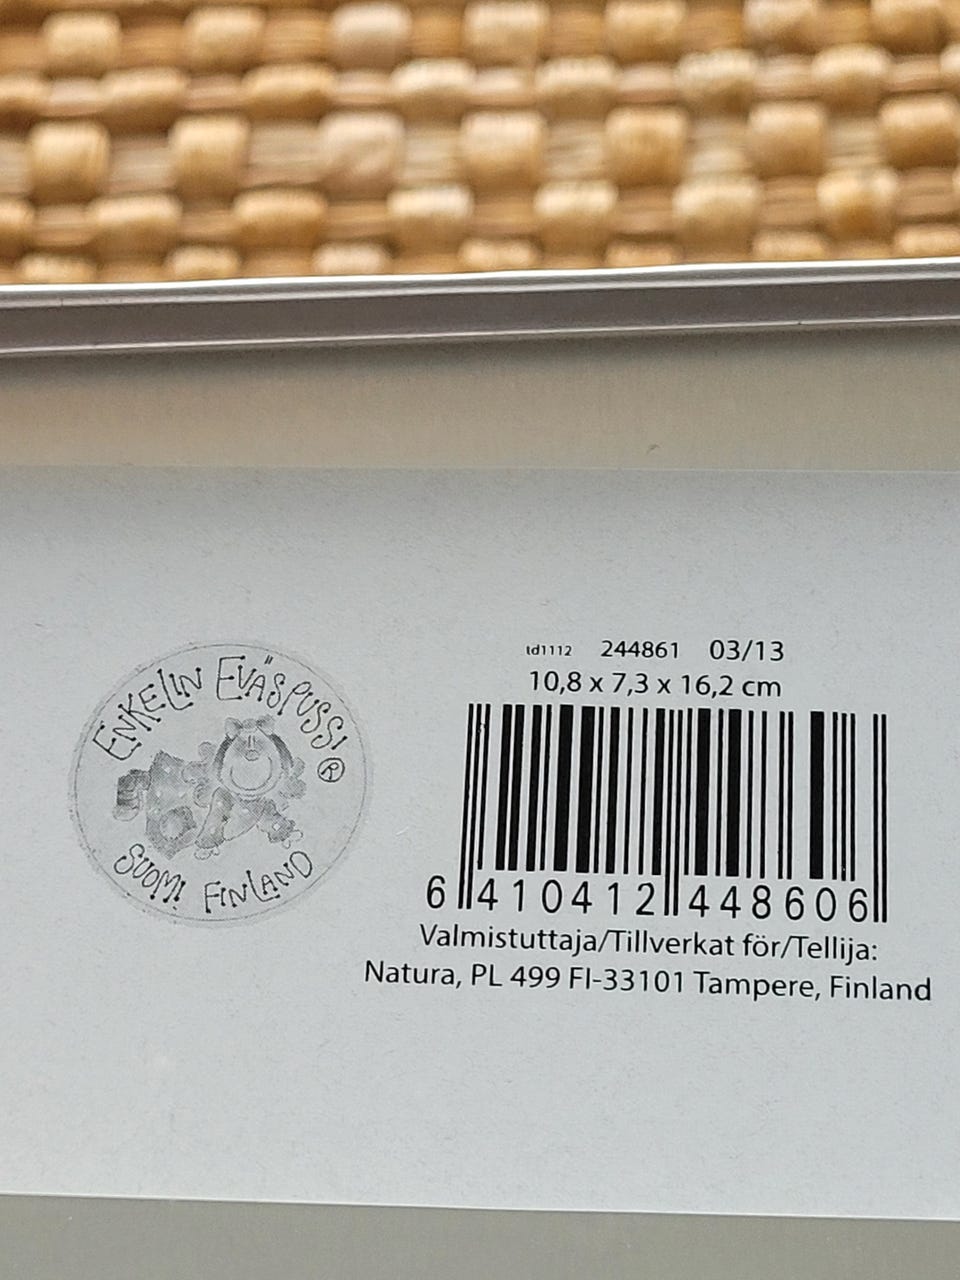 ENKELIN EVÄSPUSSI ®
SUOMI FINLAND
td1112 244861 03/13
10,8 x 7,3 x 16,2 cm
6 410412 448606
Valmistuttaja/Tillverkat för/Tellija:
Natura, PL 499 FI-33101 Tampere, Finland